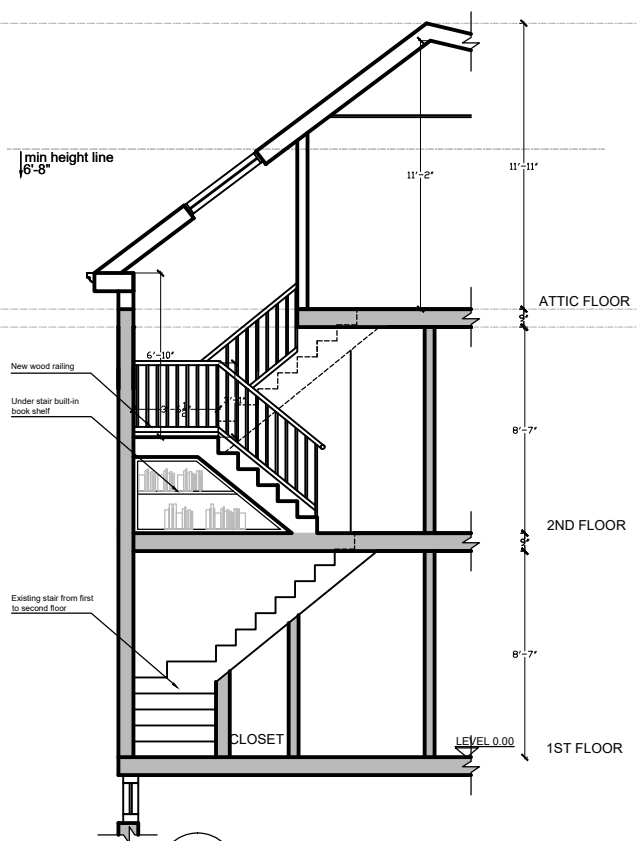 min height line
6'-8"
11'-2"
11'-11"
ATTIC FLOOR
6'-10"
New wood railing
Under stair built-in
book shelf
8'-7"
2ND FLOOR
Existing stair from first
to second floor
8'-7"
CLOSET
LEVEL 0.00
1ST FLOOR